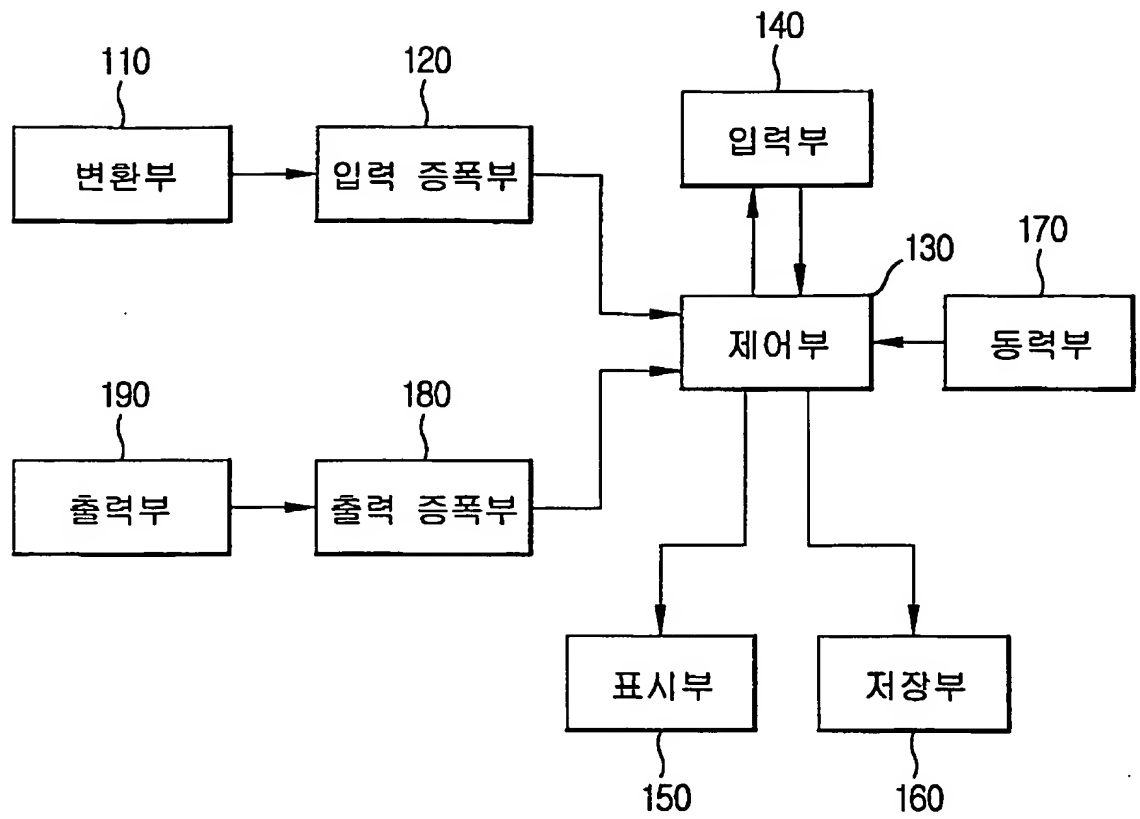 140
110
120
입력부
변환부
입력 증폭부
130
170
제어부
동력부
190
180
출력부
출력 증폭부
표시부
저장부
150
160